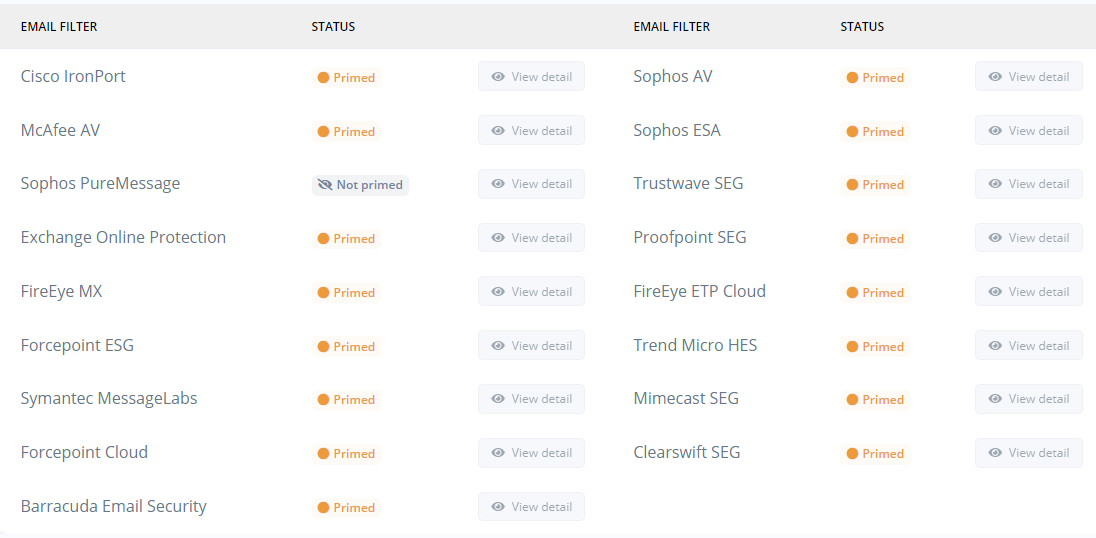 EMAIL FILTER STATUS EMAIL FILTER STATUS
Cisco IronPort Primed View detail Sophos AV Primed View detail
McAfee AV Primed View detail Sophos ESA Primed View detail
Sophos PureMessage Not primed View detail Trustwave SEG Primed View detail
Exchange Online Protection Primed View detail Proofpoint SEG Primed View detail
FireEye MX Primed View detail FireEye ETP Cloud Primed View detail
Forcepoint ESG Primed View detail Trend Micro HES Primed View detail
Symantec MessageLabs Primed View detail Mimecast SEG Primed View detail
Forcepoint Cloud Primed View detail Clearswift SEG Primed View detail
Barracuda Email Security Primed View detail